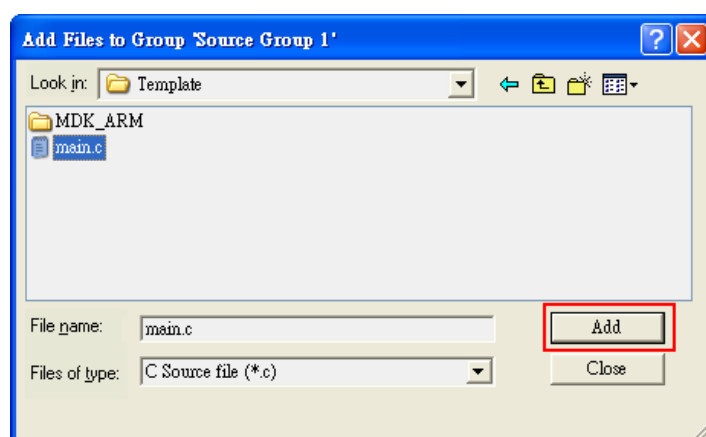 Add Files to Group 'Source Group 1'
Look in: Template
MDK_ARM
main.c
File name: main.c
Add
Files of type: C Source file (*.c)
Close